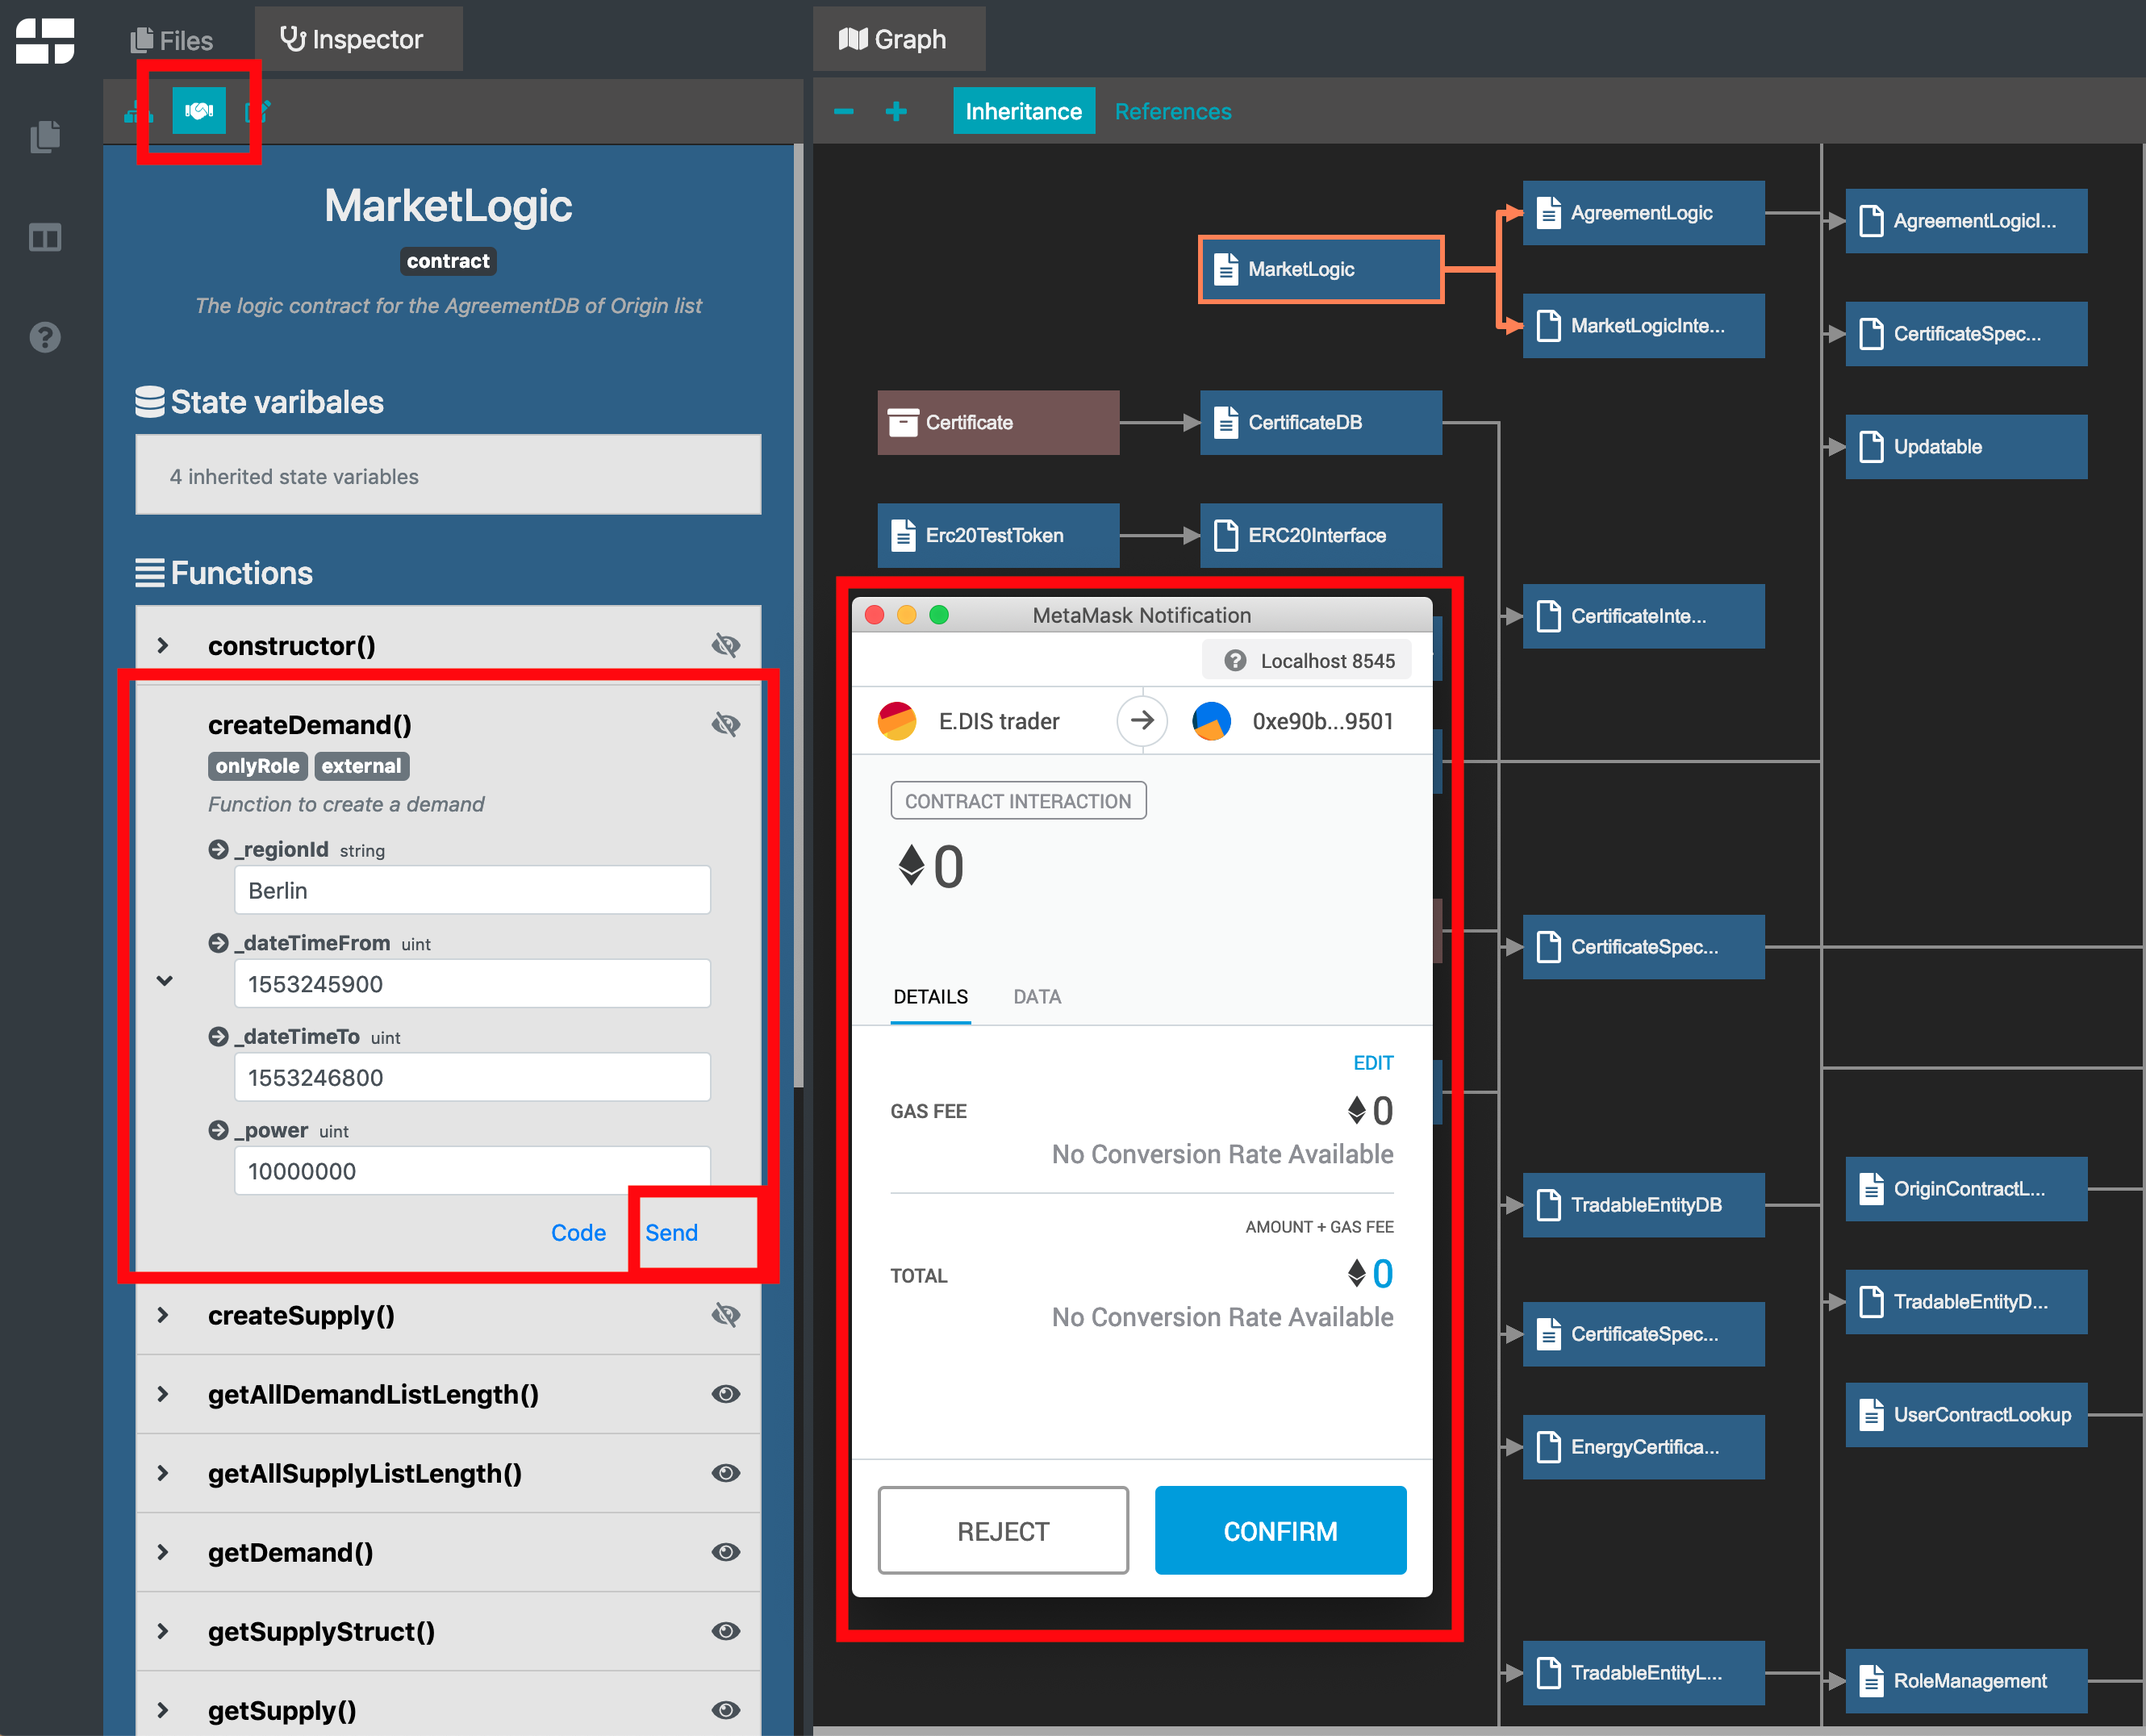 Files
Inspector
Graph
Inheritance
References
MarketLogic
contract
The logic contract for the AgreementDB of Origin list
State varibales
4 inherited state variables
Functions
constructor()
createDemand()
onlyRole external
Function to create a demand
_regionId string
Berlin
_dateTimeFrom uint
1553245900
_dateTimeTo uint
1553246800
_power uint
10000000
Code
Send
createSupply()
getAllDemandListLength()
getAllSupplyListLength()
getDemand()
getSupplyStruct()
getSupply()
MarketLogic
AgreementLogic
AgreementLogicI...
MarketLogicInte...
CertificateSpec...
Certificate
CertificateDB
Updatable
Erc20TestToken
ERC20Interface
CertificateInte...
CertificateSpec...
TradableEntityDB
OriginContractL...
TradableEntityD...
CertificateSpec...
UserContractLookup
EnergyCertifica...
TradableEntityL...
RoleManagement
MetaMask Notification
Localhost 8545
E.DIS trader
0xe90b...9501
CONTRACT INTERACTION
0
DETAILS
DATA
EDIT
GAS FEE
0
No Conversion Rate Available
AMOUNT + GAS FEE
TOTAL
0
No Conversion Rate Available
REJECT
CONFIRM